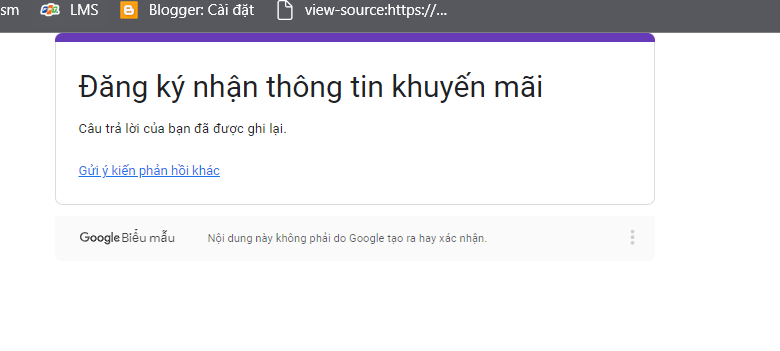 sm LMS Blogger: Cài đặt view-source:https://...
Đăng ký nhận thông tin khuyến mãi
Câu trả lời của bạn đã được ghi lại.
Gửi ý kiến phản hồi khác
Google Biểu mẫu Nội dung này không phải do Google tạo ra hay xác nhận.